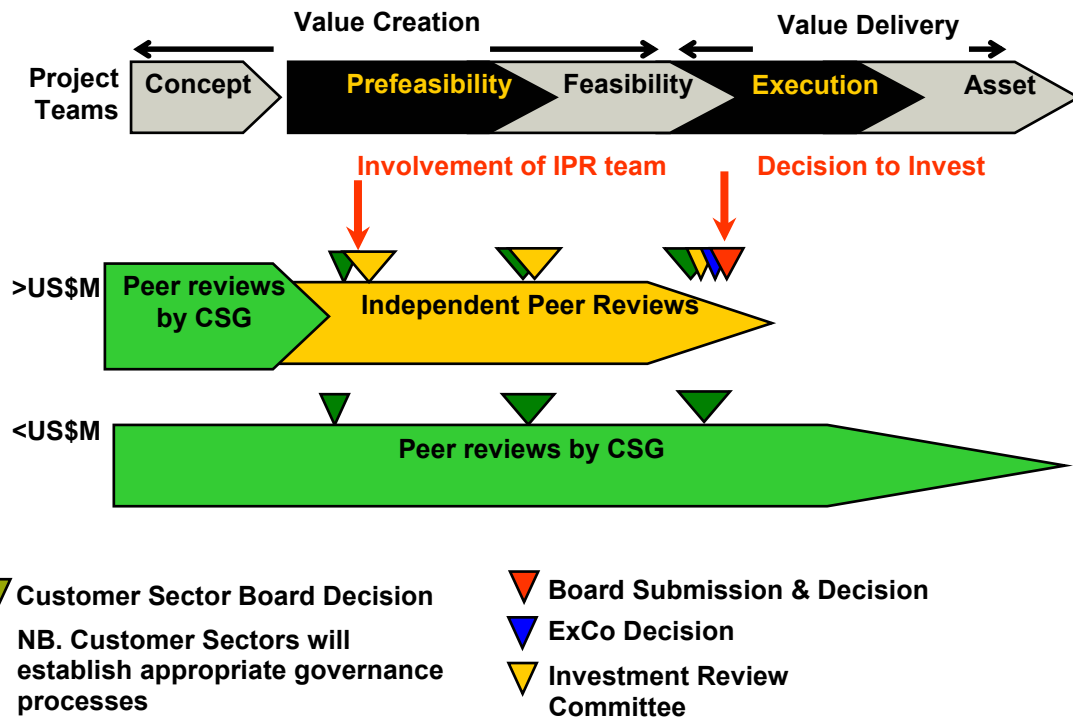 Value Creation
Value Delivery
Project
Teams
Concept
Prefeasibility
Feasibility
Execution
Asset
Involvement of IPR team
Decision to Invest
>US$M
Peer reviews
by CSG
Independent Peer Reviews
<US$M
Peer reviews by CSG
Customer Sector Board Decision
NB. Customer Sectors will
establish appropriate governance
processes
Board Submission & Decision
ExCo Decision
Investment Review
Committee